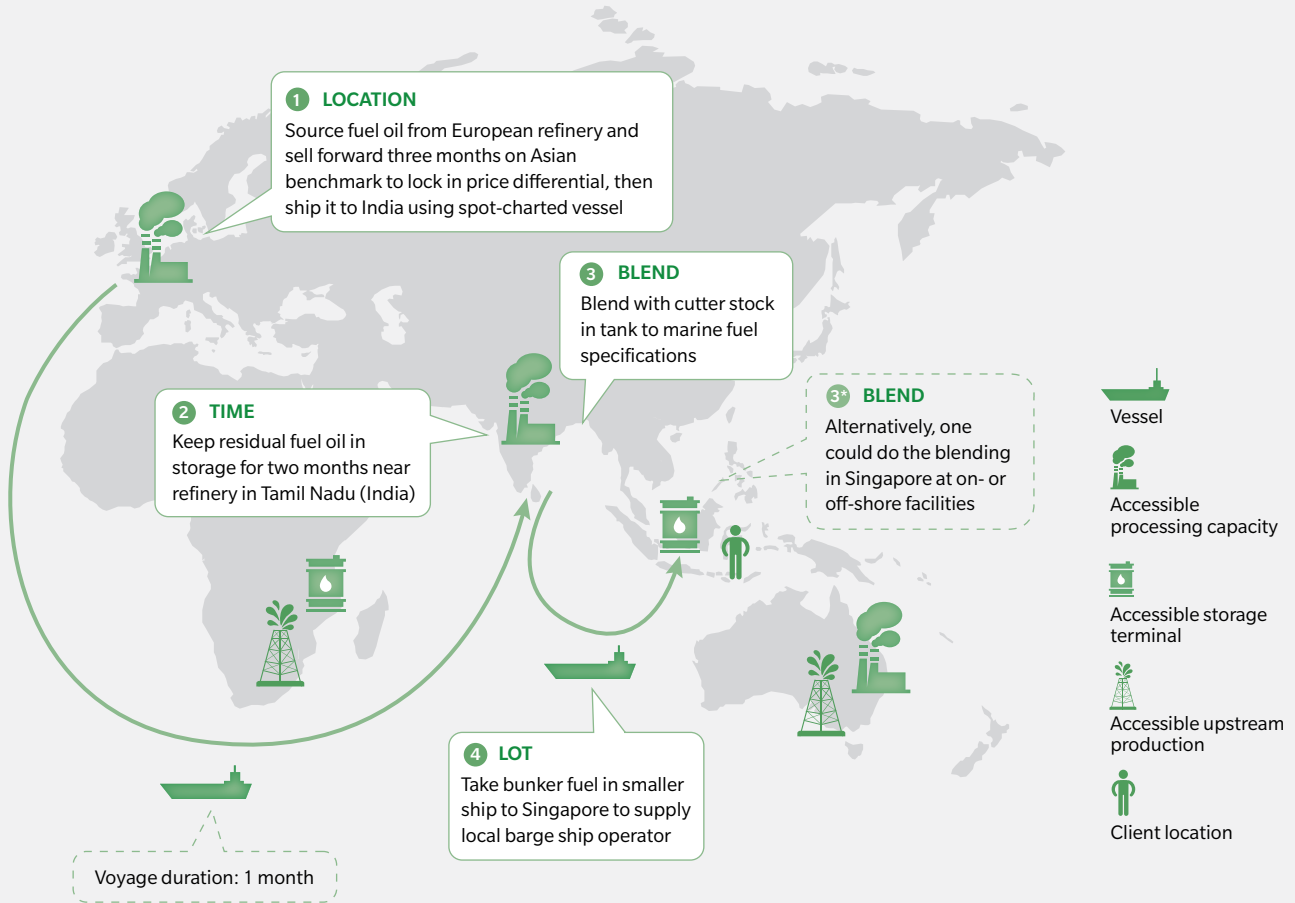 1 LOCATION
Source fuel oil from European refinery and
sell forward three months on Asian
benchmark to lock in price differential, then
ship it to India using spot-charted vessel
3 BLEND
Blend with cutter stock
in tank to marine fuel
specifications
2 TIME
Keep residual fuel oil in
storage for two months near
refinery in Tamil Nadu (India)
3* BLEND
Alternatively, one
could do the blending
in Singapore at on- or
off-shore facilities
4 LOT
Take bunker fuel in smaller
ship to Singapore to supply
local barge ship operator
Voyage duration: 1 month
Vessel
Accessible
processing capacity
Accessible storage
terminal
Accessible upstream
production
Client location